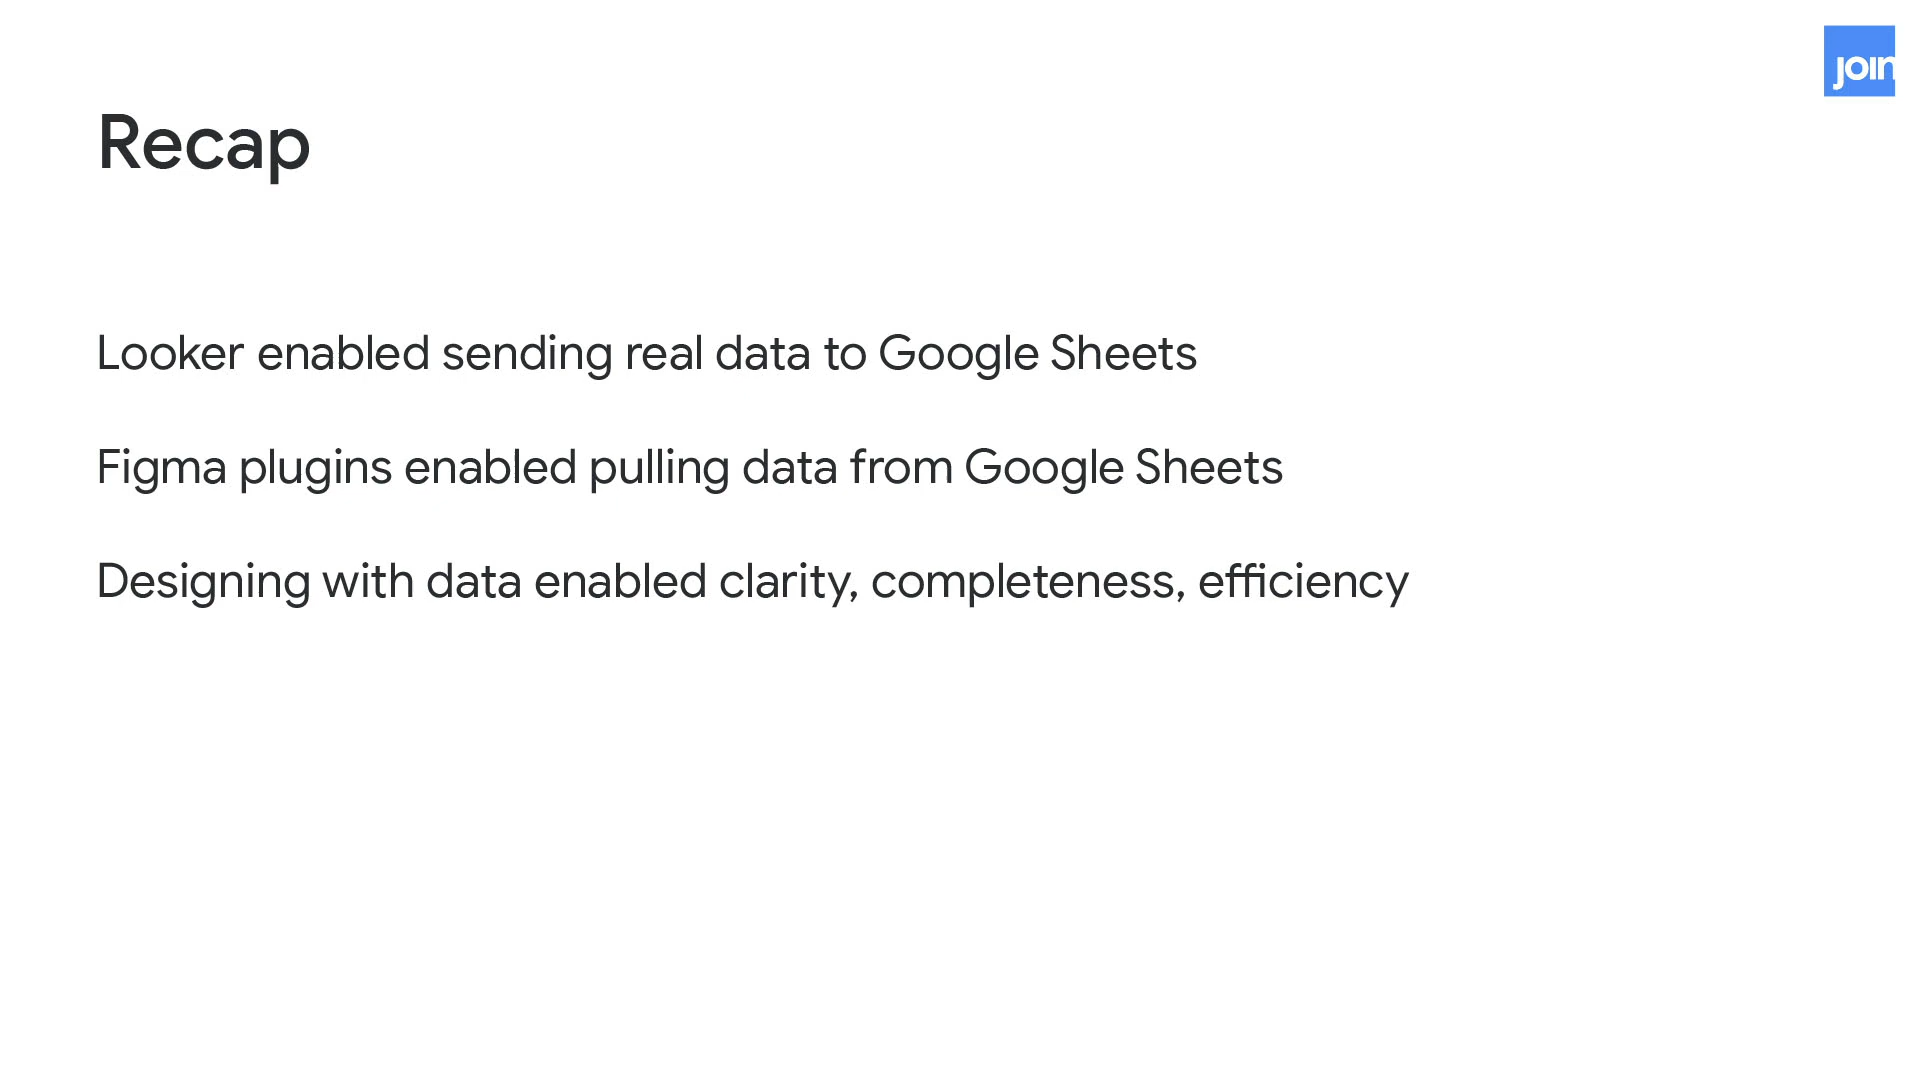 join
Recap
Looker enabled sending real data to Google Sheets
Figma plugins enabled pulling data from Google Sheets
Designing with data enabled clarity, completeness, efficiency